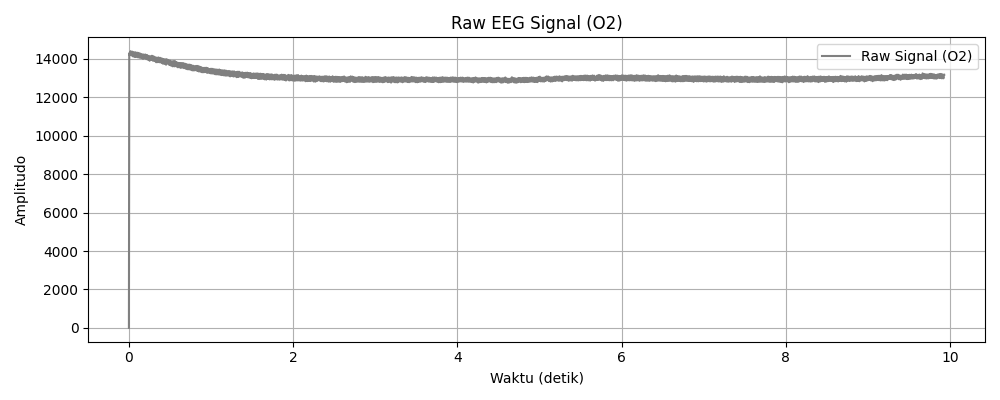 Raw EEG Signal (O2)
Raw Signal (O2)
Amplitudo
14000
12000
10000
8000
6000
4000
2000
0
0 2 4 6 8 10
Waktu (detik)